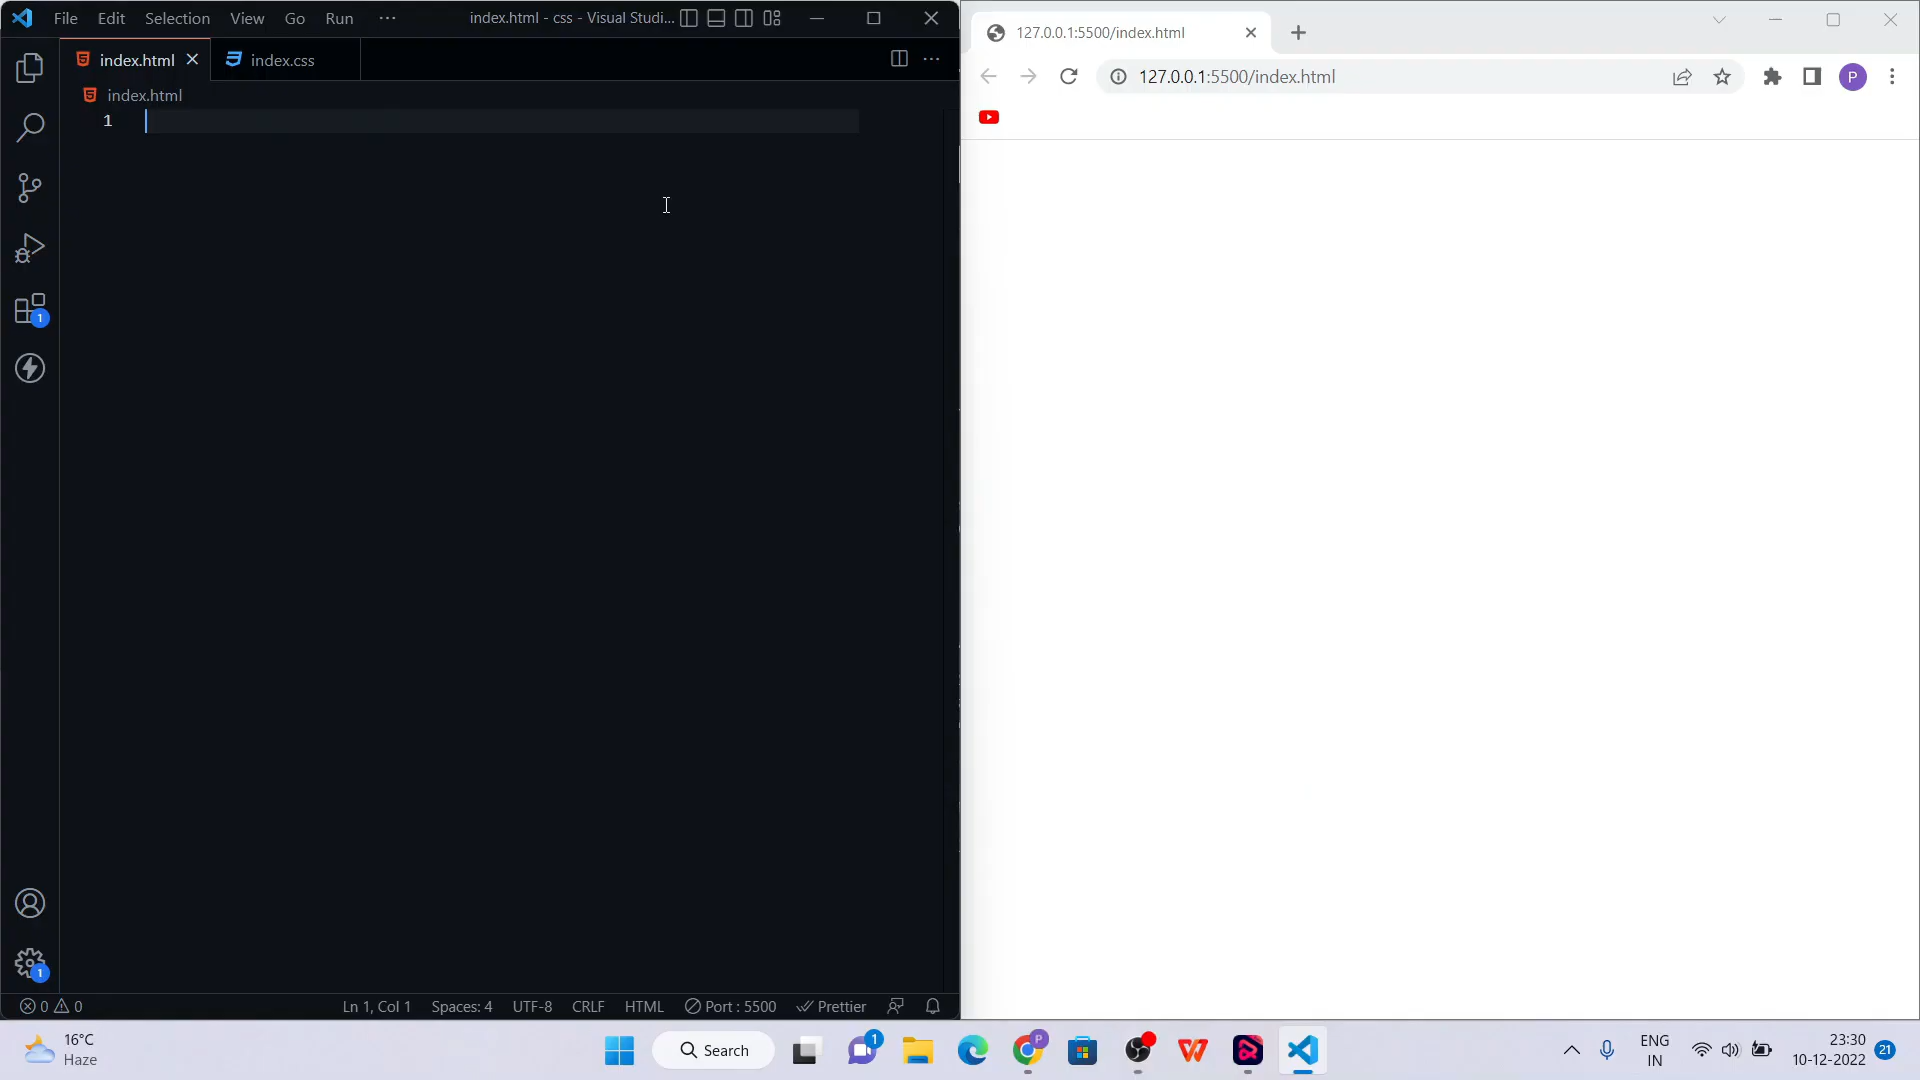 File Edit Selection View Go Run ··· index.html - css - Visual Studi...
index.html index.css
index.html
1
1
1
0 0 Ln 1, Col 1 Spaces: 4 UTF-8 CRLF HTML Port : 5500 Prettier
127.0.0.1:5500/index.html
127.0.0.1:5500/index.html
P
16°C
Haze
Search
1
P
ENG
IN
23:30
10-12-2022
21